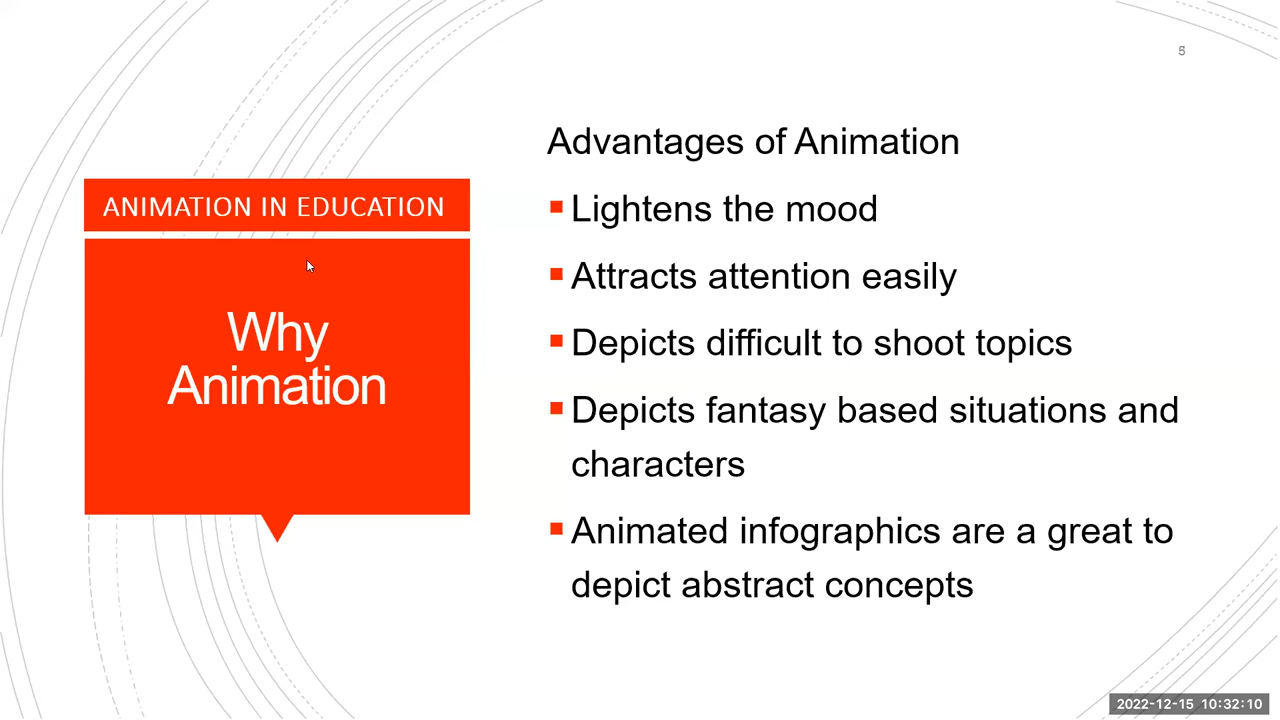 5
ANIMATION IN EDUCATION
Why
Animation
Advantages of Animation
Lightens the mood
Attracts attention easily
Depicts difficult to shoot topics
Depicts fantasy based situations and
characters
Animated infographics are a great to
depict abstract concepts
2022-12-15 10:32:10